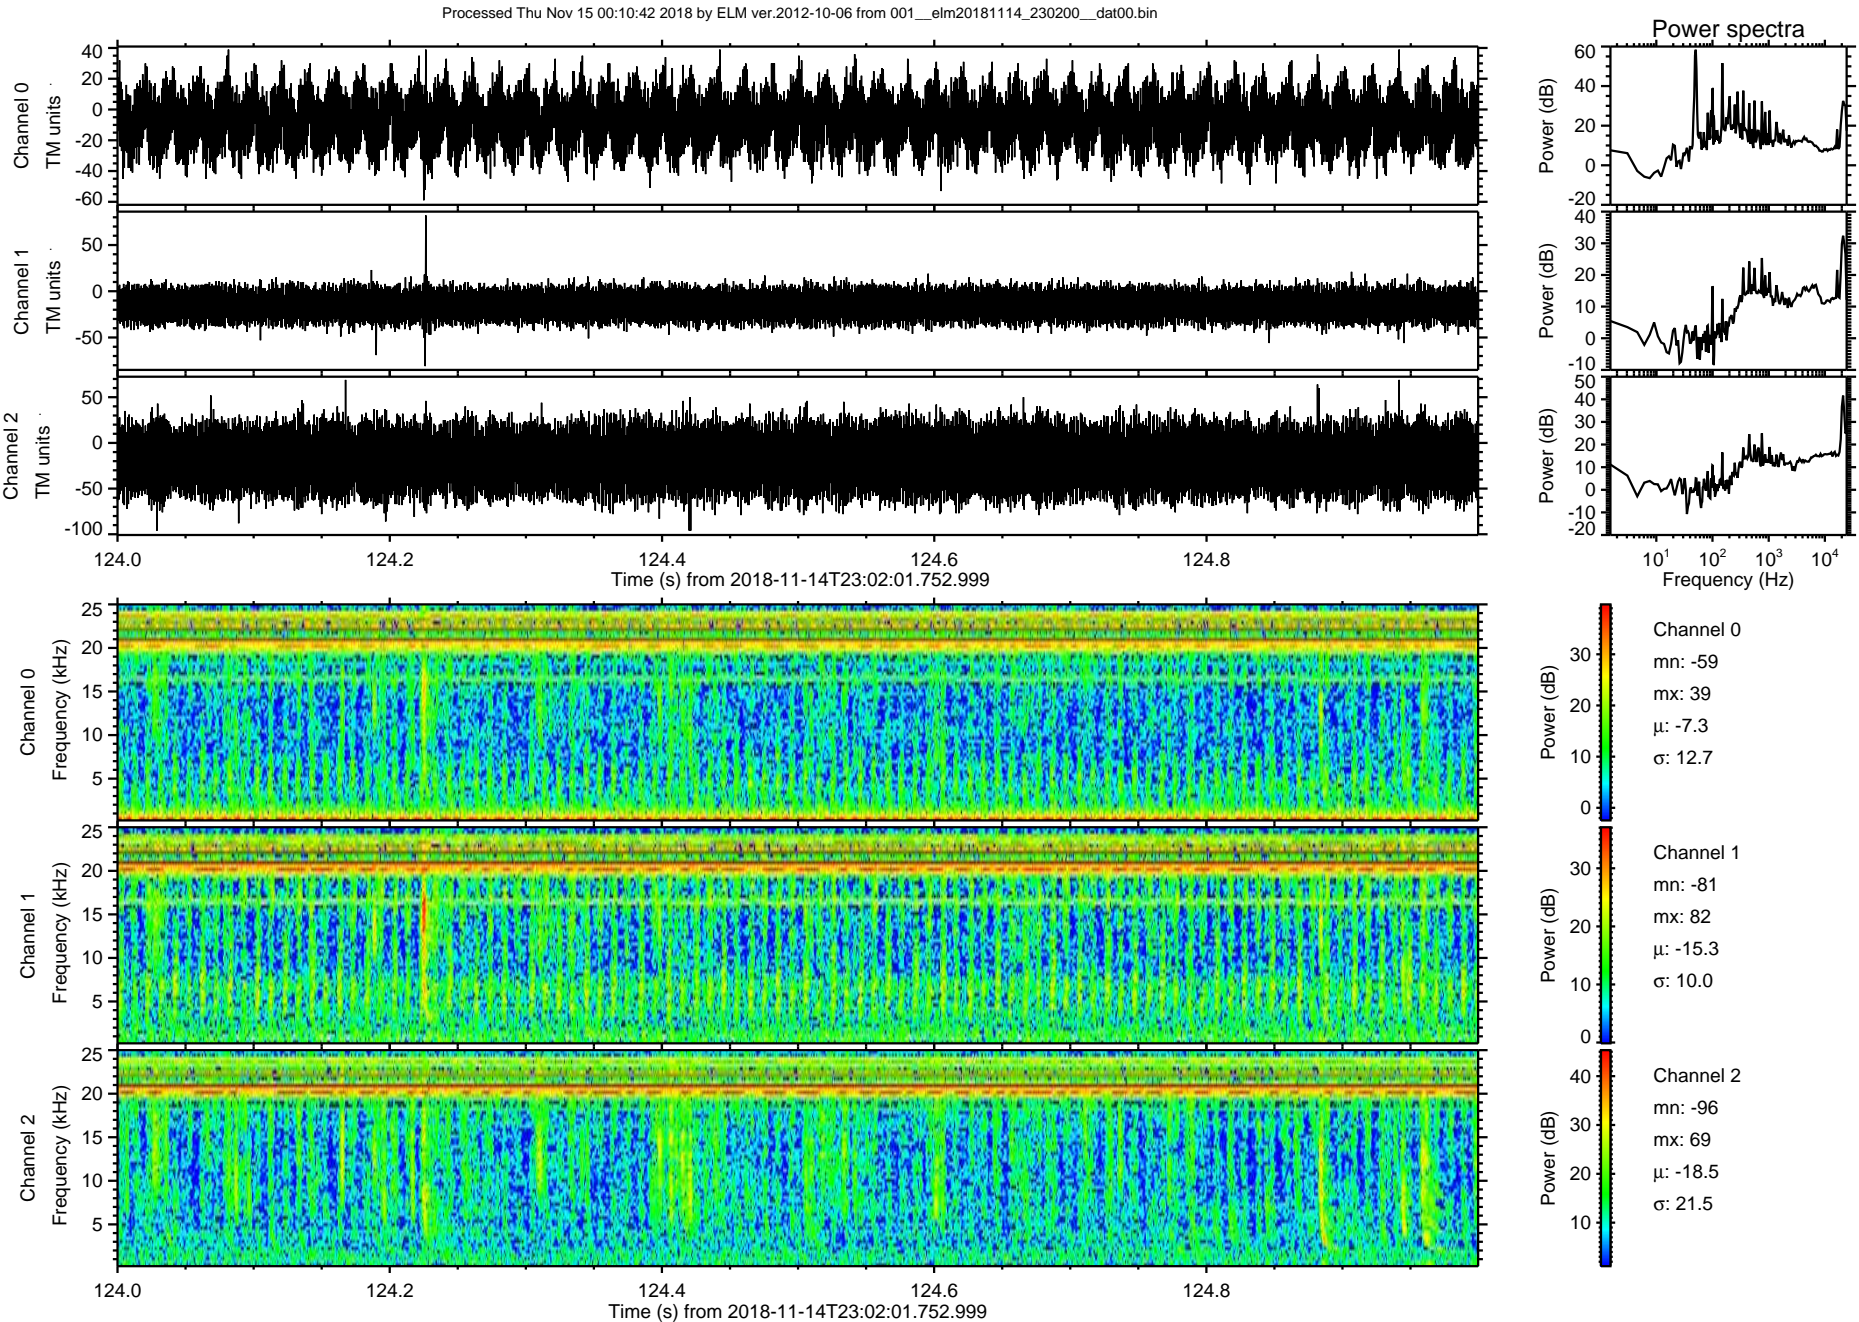 Processed Thu Nov 15 00:10:42 2018 by ELM ver.2012-10-06 from 001__elm20181114_230200__dat00.bin
Power spectra
Channel 0
TM units
40
20
0
-20
-40
-60
Power (dB)
60
40
20
0
-20
Channel 1
TM units
50
0
-50
Power (dB)
40
30
20
10
0
-10
Channel 2
TM units
50
0
-50
-100
Power (dB)
50
40
30
20
10
0
-10
-20
124.0 124.2 124.4 124.6 124.8
Time (s) from 2018-11-14T23:02:01.752.999
10¹ 10² 10³ 10⁴
Frequency (Hz)
Channel 0
Frequency (kHz)
25
20
15
10
5
Power (dB)
30
20
10
0
Channel 0
mn: -59
mx: 39
μ: -7.3
σ: 12.7
Channel 1
Frequency (kHz)
25
20
15
10
5
Power (dB)
30
20
10
0
Channel 1
mn: -81
mx: 82
μ: -15.3
σ: 10.0
Channel 2
Frequency (kHz)
25
20
15
10
5
Power (dB)
40
30
20
10
Channel 2
mn: -96
mx: 69
μ: -18.5
σ: 21.5
124.0 124.2 124.4 124.6 124.8
Time (s) from 2018-11-14T23:02:01.752.999